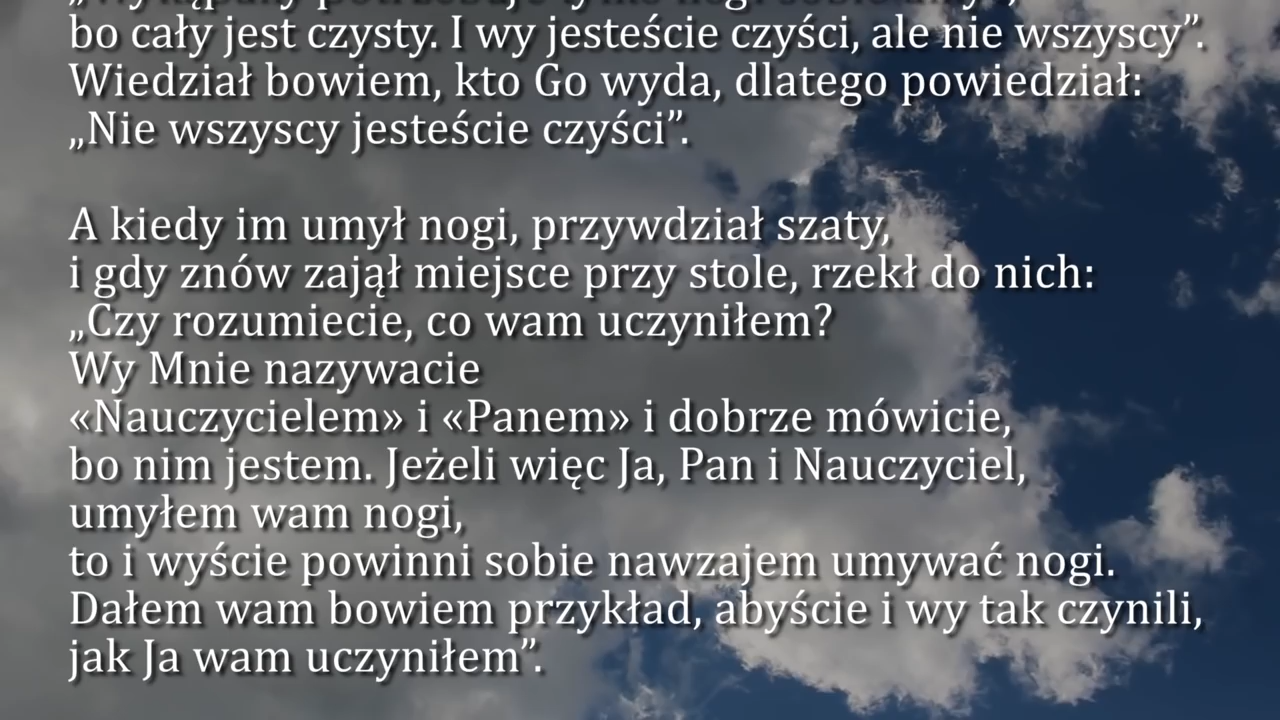 bo cały jest czysty. I wy jesteście czyści, ale nie wszyscy”.
Wiedział bowiem, kto Go wyda, dlatego powiedział:
„Nie wszyscy jesteście czyści”.
A kiedy im umył nogi, przywdział szaty,
i gdy znów zajął miejsce przy stole, rzekł do nich:
„Czy rozumiecie, co wam uczyniłem?
Wy Mnie nazywacie
«Nauczycielem» i «Panem» i dobrze mówicie,
bo nim jestem. Jeżeli więc Ja, Pan i Nauczyciel,
umyłem wam nogi,
to i wyście powinni sobie nawzajem umywać nogi.
Dałem wam bowiem przykład, abyście i wy tak czynili,
jak Ja wam uczyniłem”.